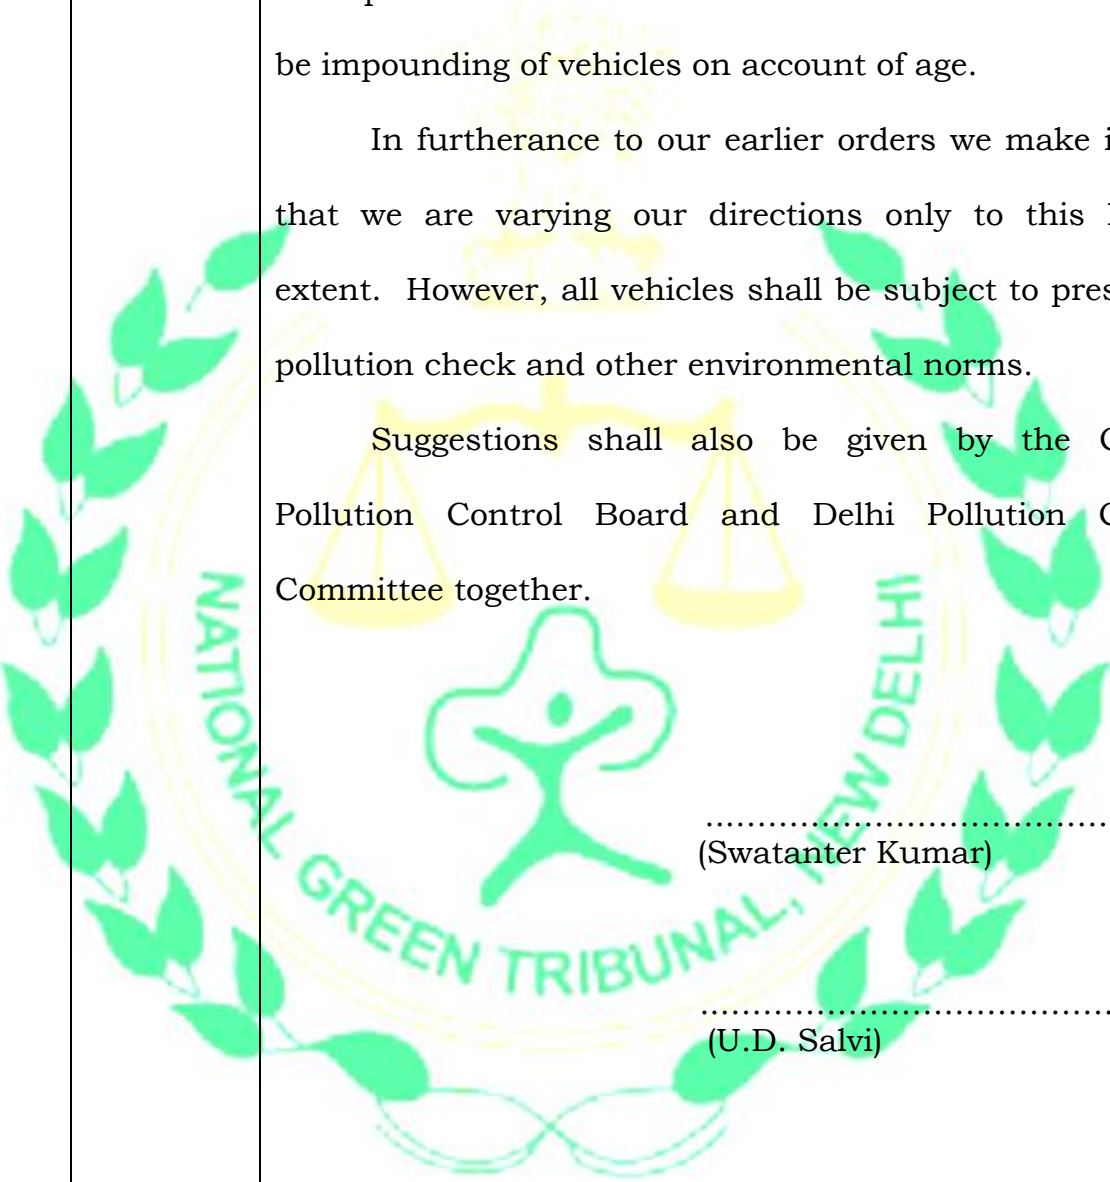 be impounding of vehicles on account of age.
In furtherance to our earlier orders we make
that we are varying our directions only to this
extent. However, all vehicles shall be subject to
pollution check and other environmental norms.
Suggestions shall also be given by the
Pollution Control Board and Delhi Pollution
Committee together.
NATIONAL GREEN TRIBUNAL, NEW DELHI
.......................................
(Swatanter Kumar)
.......................................
(U.D. Salvi)